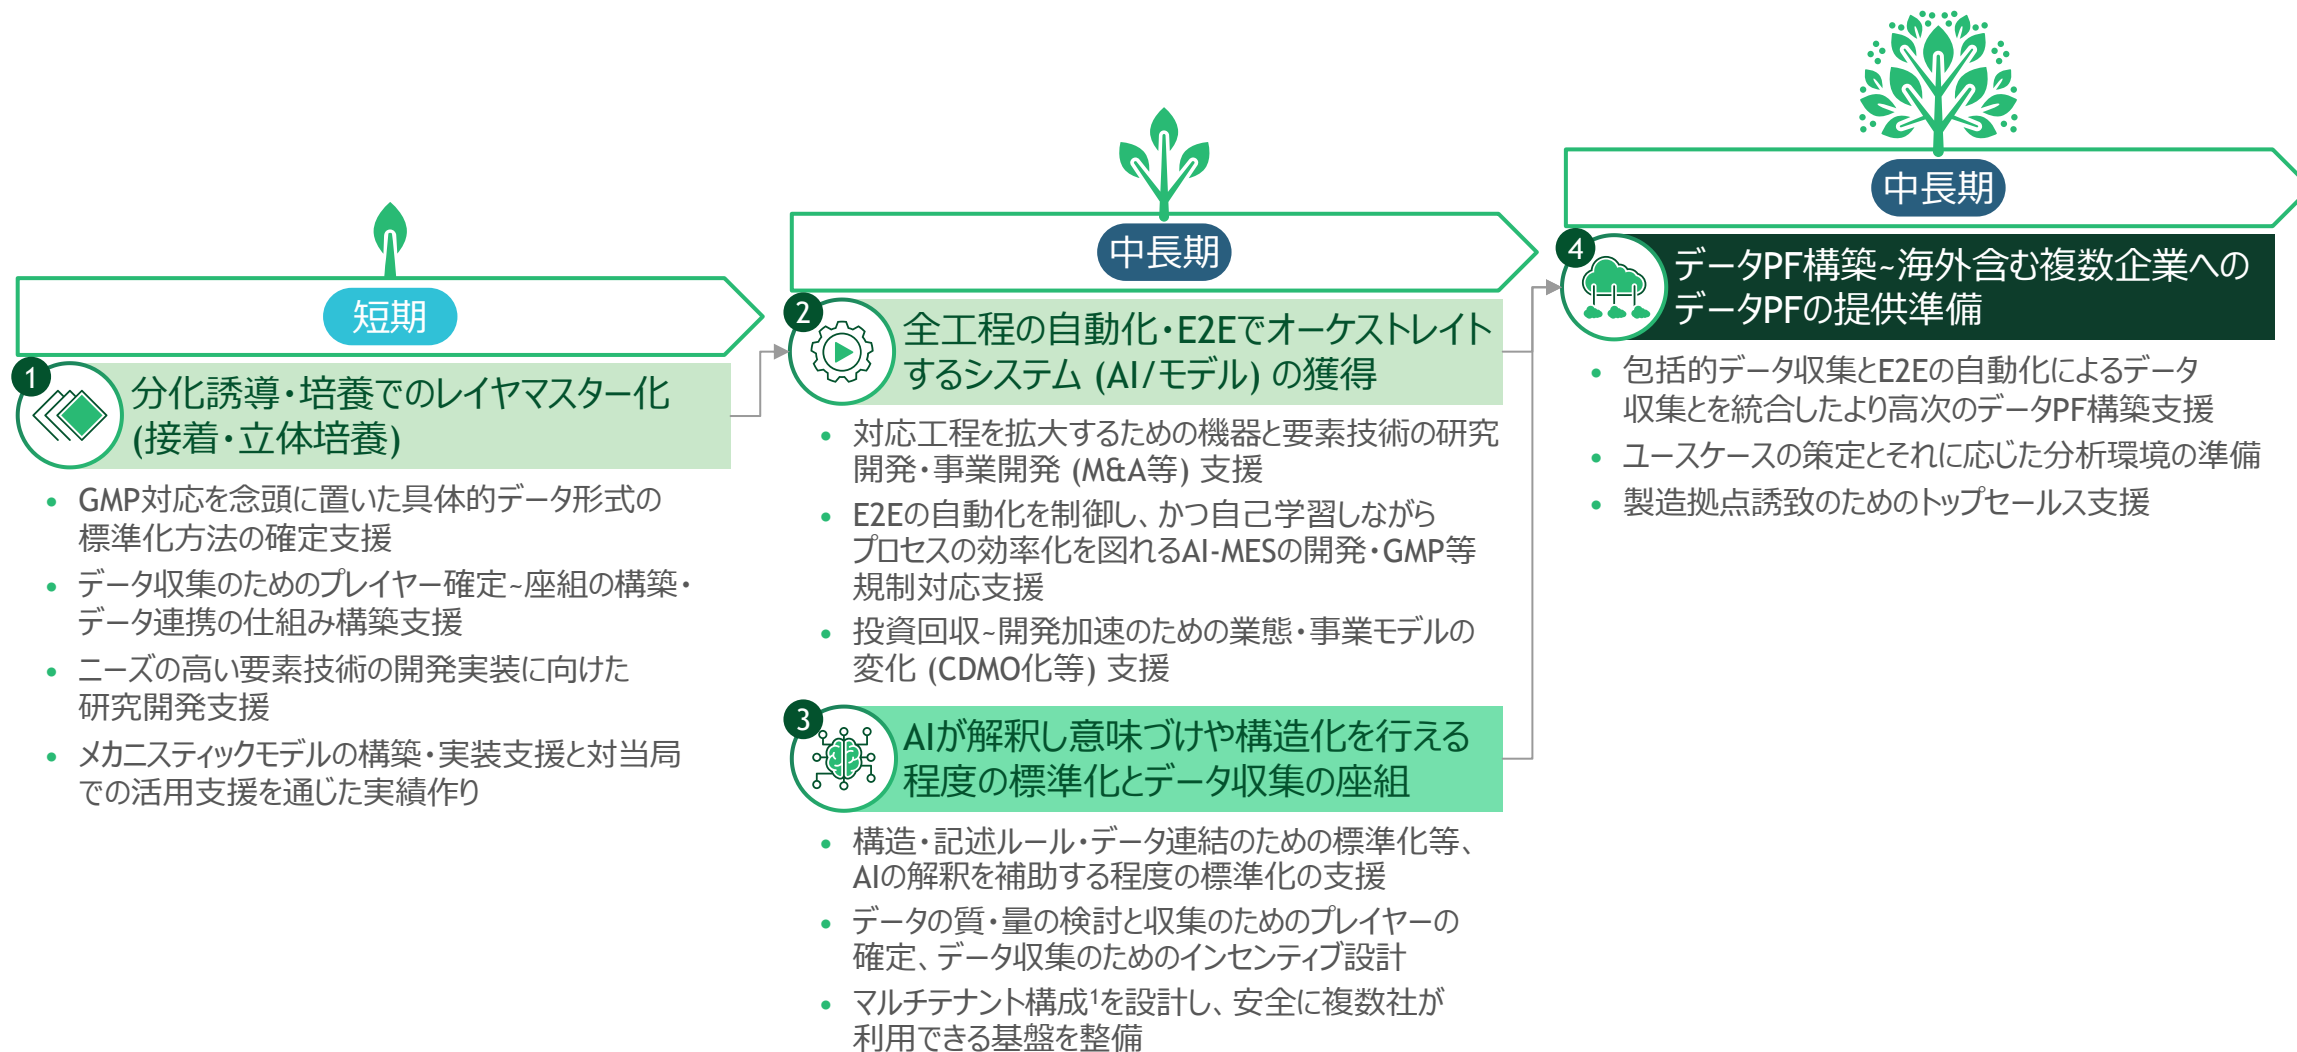 短期
1
分化誘導・培養でのレイヤマスター化
(接着・立体培養)
• GMP対応を念頭に置いた具体的データ形式の
標準化方法の確定支援
• データ収集のためのプレイヤー確定~座組の構築・
データ連携の仕組み構築支援
• ニーズの高い要素技術の開発実装に向けた
研究開発支援
• メカニスティックモデルの構築・実装支援と対当局
での活用支援を通じた実績作り
中長期
2
全工程の自動化・E2Eでオーケストレイト
するシステム (AI/モデル) の獲得
• 対応工程を拡大するための機器と要素技術の研究
開発・事業開発 (M&A等) 支援
• E2Eの自動化を制御し、かつ自己学習しながら
プロセスの効率化を図れるAI-MESの開発・GMP等
規制対応支援
• 投資回収~開発加速のための業態・事業モデルの
変化 (CDMO化等) 支援
3
AIが解釈し意味づけや構造化を行える
程度の標準化とデータ収集の座組
• 構造・記述ルール・データ連結のための標準化等、
AIの解釈を補助する程度の標準化の支援
• データの質・量の検討と収集のためのプレイヤーの
確定、データ収集のためのインセンティブ設計
• マルチテナント構成¹を設計し、安全に複数社が
利用できる基盤を整備
中長期
4
データPF構築~海外含む複数企業への
データPFの提供準備
• 包括的データ収集とE2Eの自動化によるデータ
収集とを統合したより高次のデータPF構築支援
• ユースケースの策定とそれに応じた分析環境の準備
• 製造拠点誘致のためのトップセールス支援